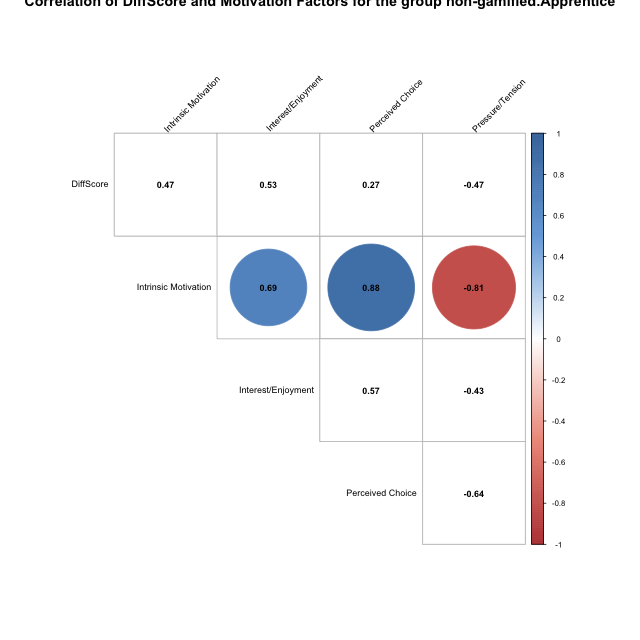 Correlation of DiffScore and Motivation Factors for the group non-gamified.Apprentice
Intrinsic Motivation
Interest/Enjoyment
Perceived Choice
Pressure/Tension
DiffScore 0.47 0.53 0.27 -0.47
Intrinsic Motivation 0.69 0.88 -0.81
Interest/Enjoyment 0.57 -0.43
Perceived Choice -0.64
1
0.8
0.6
0.4
0.2
0
-0.2
-0.4
-0.6
-0.8
-1